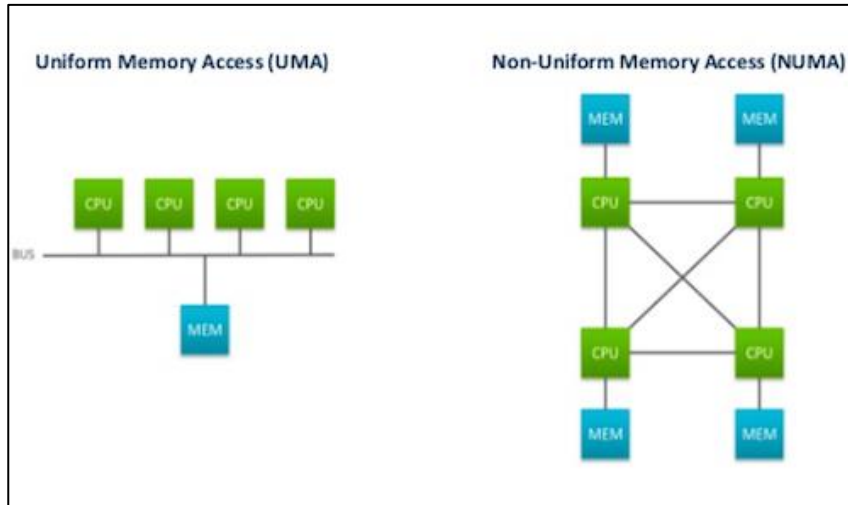 Uniform Memory Access (UMA)
CPU CPU CPU CPU
BUS
MEM
Non-Uniform Memory Access (NUMA)
MEM MEM
CPU CPU
CPU CPU
MEM MEM